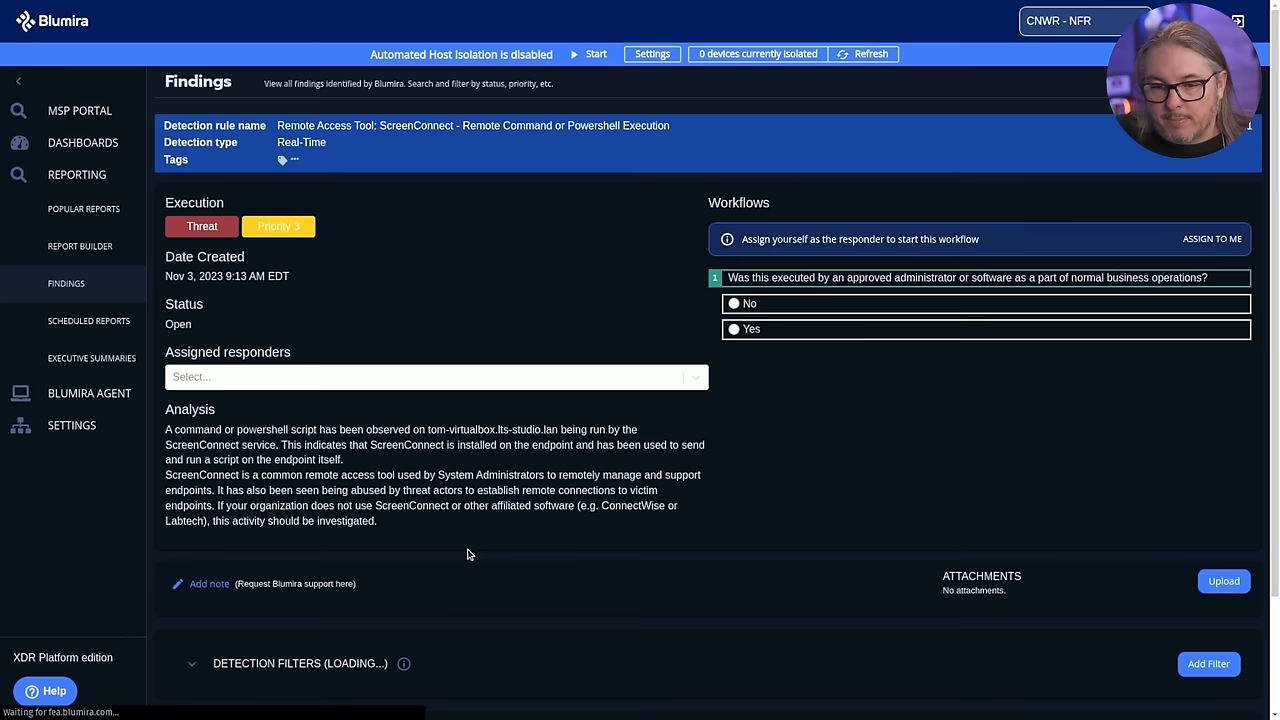 Blumira
CNWR - NFR
Automated Host Isolation is disabled
Start
Settings
0 devices currently isolated
Refresh
Findings
View all findings identified by Blumira. Search and filter by status, priority, etc.
MSP PORTAL
DASHBOARDS
REPORTING
POPULAR REPORTS
REPORT BUILDER
FINDINGS
SCHEDULED REPORTS
EXECUTIVE SUMMARIES
BLUMIRA AGENT
SETTINGS
XDR Platform edition
Help
Waiting for fea.blumira.com...
Detection rule name Remote Access Tool: ScreenConnect - Remote Command or Powershell Execution
Detection type Real-Time
Tags ...
Execution
Threat
Priority 3
Date Created
Nov 3, 2023 9:13 AM EDT
Status
Open
Assigned responders
Select...
Analysis
A command or powershell script has been observed on tom-virtualbox.lts-studio.lan being run by the
ScreenConnect service. This indicates that ScreenConnect is installed on the endpoint and has been used to send
and run a script on the endpoint itself.
ScreenConnect is a common remote access tool used by System Administrators to remotely manage and support
endpoints. It has also been seen being abused by threat actors to establish remote connections to victim
endpoints. If your organization does not use ScreenConnect or other affiliated software (e.g. ConnectWise or
Labtech), this activity should be investigated.
Workflows
Assign yourself as the responder to start this workflow
ASSIGN TO ME
1 Was this executed by an approved administrator or software as a part of normal business operations?
No
Yes
Add note (Request Blumira support here)
ATTACHMENTS
No attachments.
Upload
DETECTION FILTERS (LOADING...)
Add Filter